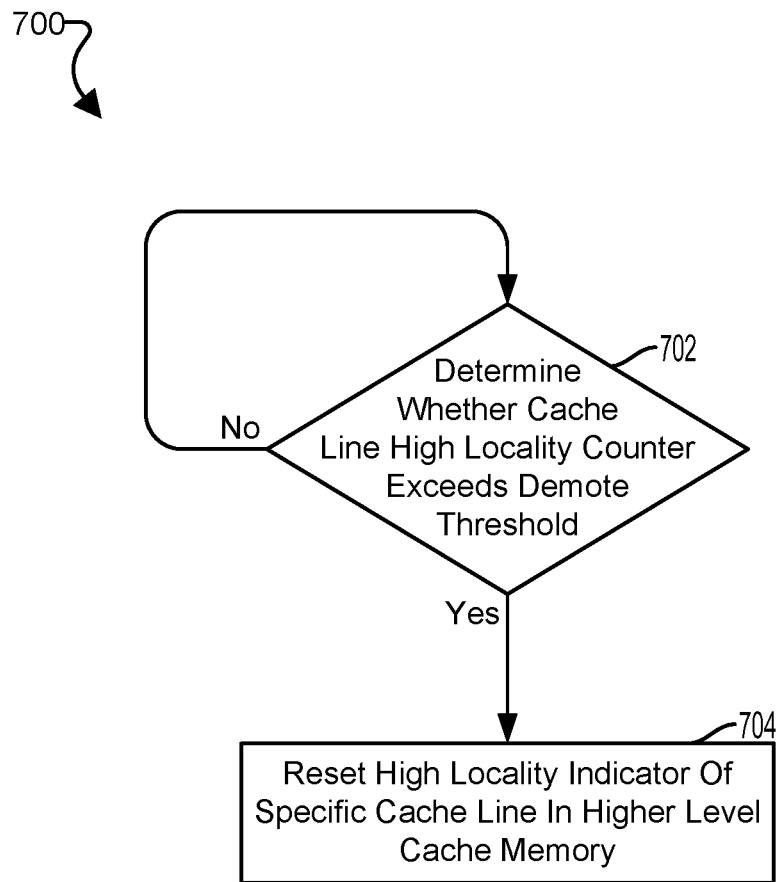 700
702
Determine
Whether Cache
Line High Locality Counter
Exceeds Demote
Threshold
No
Yes
704
Reset High Locality Indicator Of
Specific Cache Line In Higher Level
Cache Memory